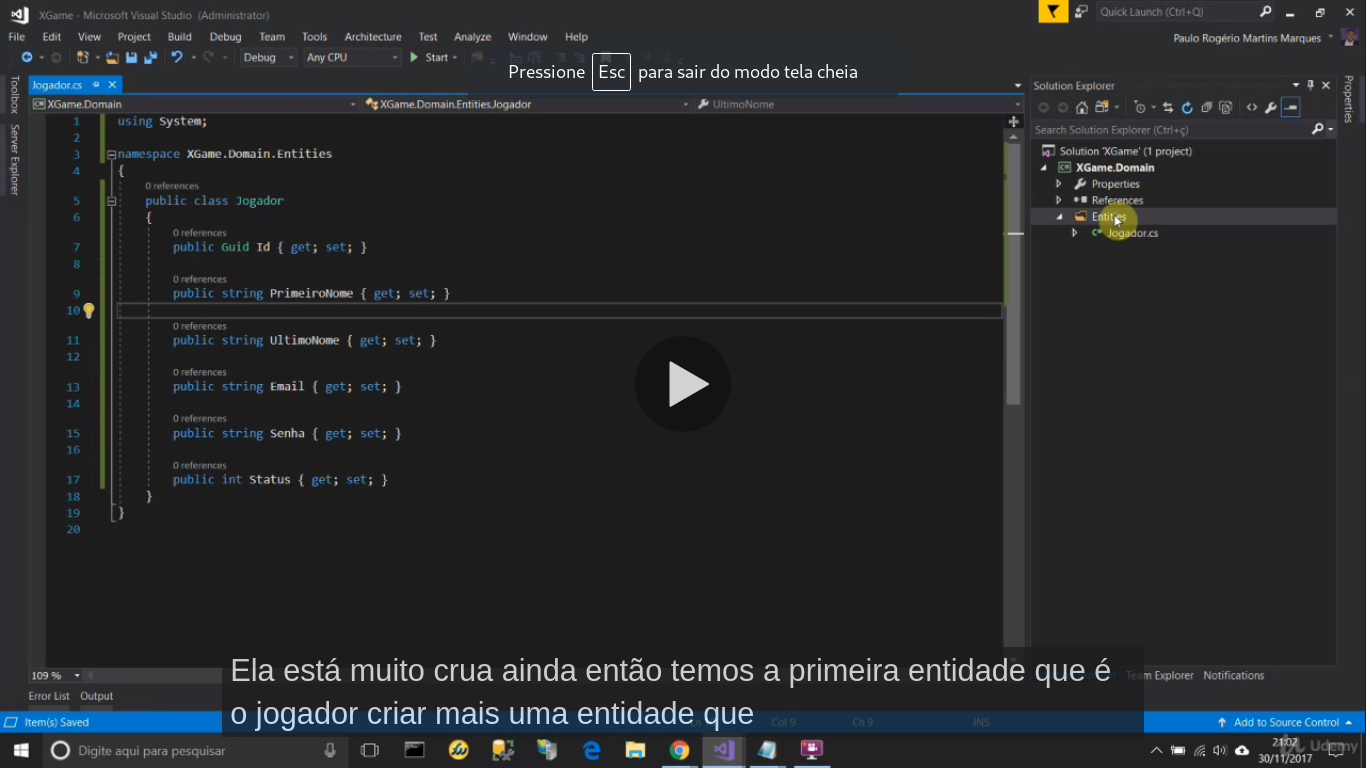 XGame - Microsoft Visual Studio (Administrator)
Quick Launch (Ctrl+Q)
File Edit View Project Build Debug Team Tools Architecture Test Analyze Window Help
Paulo Rogério Martins Marques
Debug Any CPU Start
Pressione Esc para sair do modo tela cheia
Toolbox
Server Explorer
Jogador.cs
XGame.Domain XGame.Domain.Entities.Jogador UltimoNome
1 using System;
2
3 namespace XGame.Domain.Entities
4 {
0 references
5 public class Jogador
6 {
0 references
7 public Guid Id { get; set; }
8
0 references
9 public string PrimeiroNome { get; set; }
10
0 references
11 public string UltimoNome { get; set; }
12
0 references
13 public string Email { get; set; }
14
0 references
15 public string Senha { get; set; }
16
0 references
17 public int Status { get; set; }
18 }
19 }
20
Solution Explorer
Search Solution Explorer (Ctrl+ç)
Solution 'XGame' (1 project)
XGame.Domain
Properties
References
Entities
Jogador.cs
Properties
109 %
Team Explorer Notifications
Error List Output
Ela está muito crua ainda então temos a primeira entidade que é
o jogador criar mais uma entidade que
Item(s) Saved Col 9 Ch 9 INS Add to Source Control
Digite aqui para pesquisar
21:02
30/11/2017
Udemy